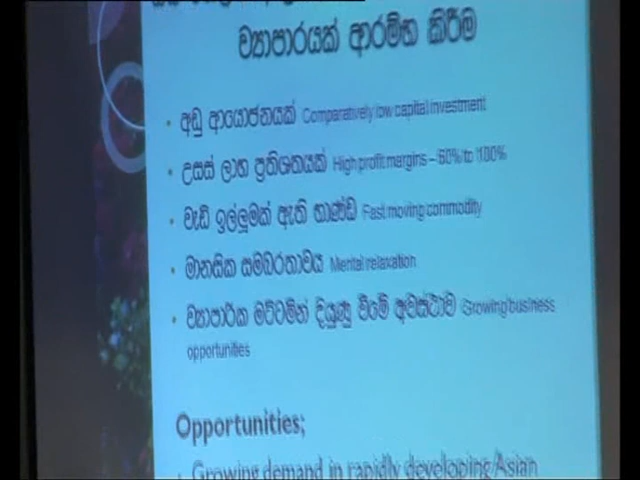 ව්‍යාපාරයක් ආරම්භ කිරීම
• අඩු ආයෝජනයක් Comparatively low capital investment
• උසස් ලාභ ප්‍රතිශතයක් High profit margins – 60% to 100%
• වැඩි ඉල්ලූමක් ඇති භාණ්ඩ Fast moving commodity
• මානසික සමබරතාවය Mental relaxation
• ව්‍යාපාරික මට්ටමින් දියුණු වීමේ අවස්ථාව Growing business
opportunities
Opportunities;
• Growing demand in rapidly developing Asian